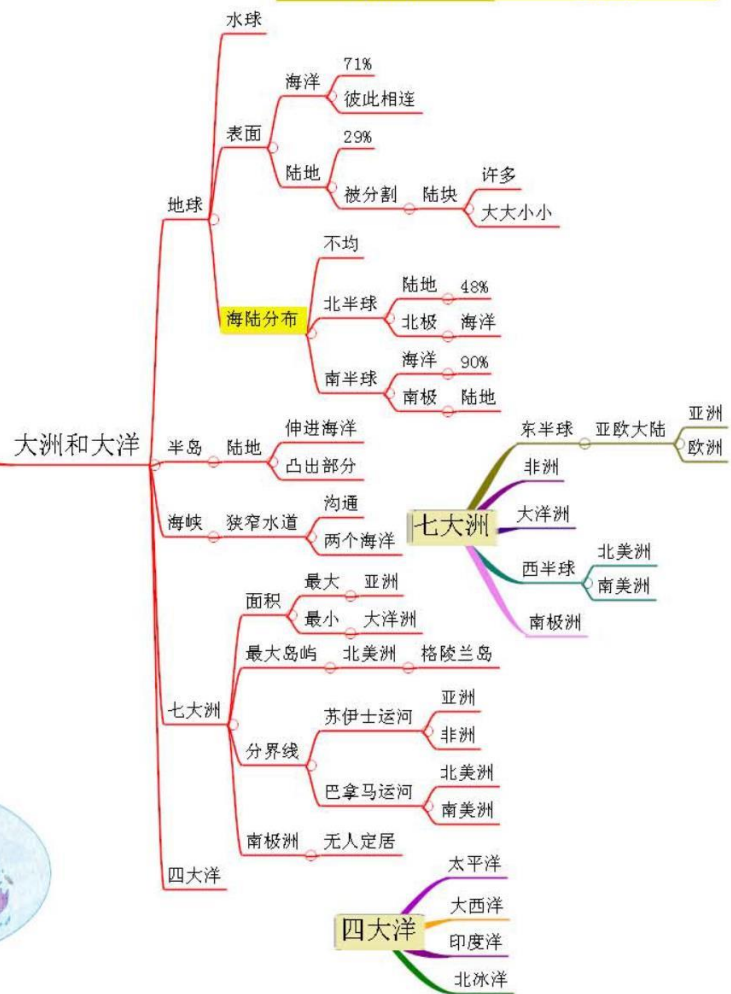 水球
71%
海洋
彼此相连
表面
29%
陆地
许多
被分割
陆块
大大小小
地球
不均
陆地
48%
北半球
北极
海洋
海陆分布
海洋
90%
南半球
南极
陆地
大洲和大洋
伸进海洋
半岛
陆地
凸出部分
沟通
海峡
狭窄水道
两个海洋
最大
亚洲
面积
最小
大洋洲
最大岛屿
北美洲
格陵兰岛
七大洲
亚洲
苏伊士运河
非洲
分界线
北美洲
巴拿马运河
南美洲
南极洲
无人定居
四大洋
亚洲
东半球
亚欧大陆
欧洲
非洲
七大洲
大洋洲
北美洲
西半球
南美洲
南极洲
太平洋
大西洋
四大洋
印度洋
北冰洋